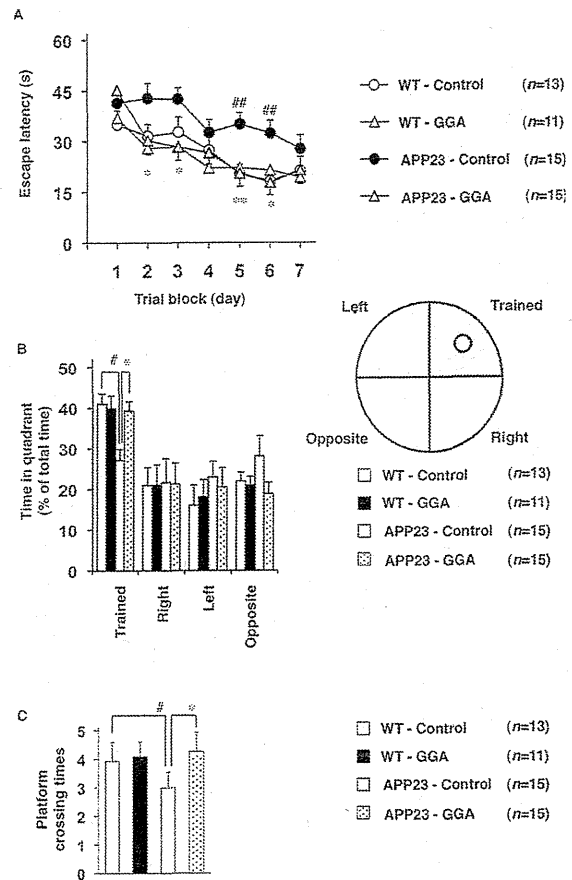 A
Escape latency (s)
60
45
30
15
0
## ##
* * ** *
1 2 3 4 5 6 7
Trial block (day)
WT - Control (n=13)
WT - GGA (n=11)
APP23 - Control (n=15)
APP23 - GGA (n=15)
Left Trained
Opposite Right
B
Time in quadrant
(% of total time)
50
40
30
20
10
0
# *
Trained
Right
Left
Opposite
WT - Control (n=13)
WT - GGA (n=11)
APP23 - Control (n=15)
APP23 - GGA (n=15)
C
Platform
crossing times
5
4
3
2
1
0
# *
WT - Control (n=13)
WT - GGA (n=11)
APP23 - Control (n=15)
APP23 - GGA (n=15)